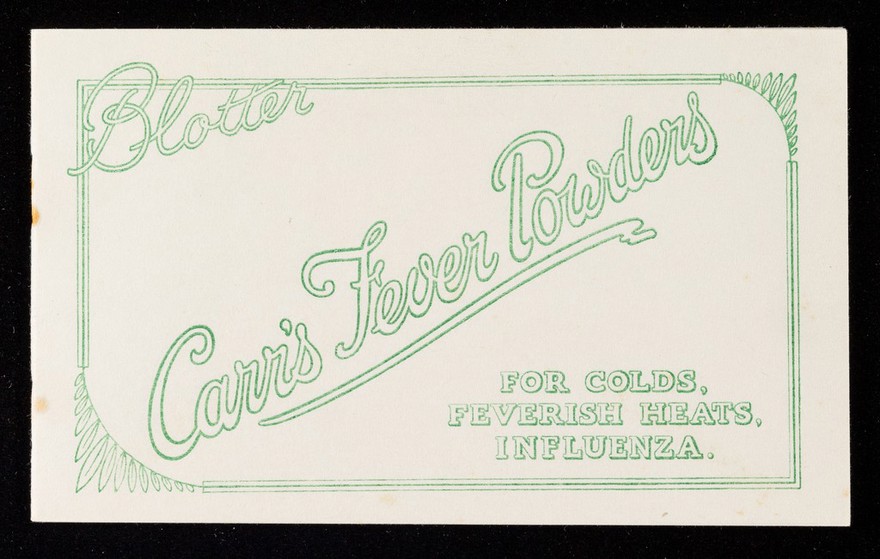 Blotter
Carr's Fever Powders
FOR COLDS,
FEVERISH HEATS,
INFLUENZA.